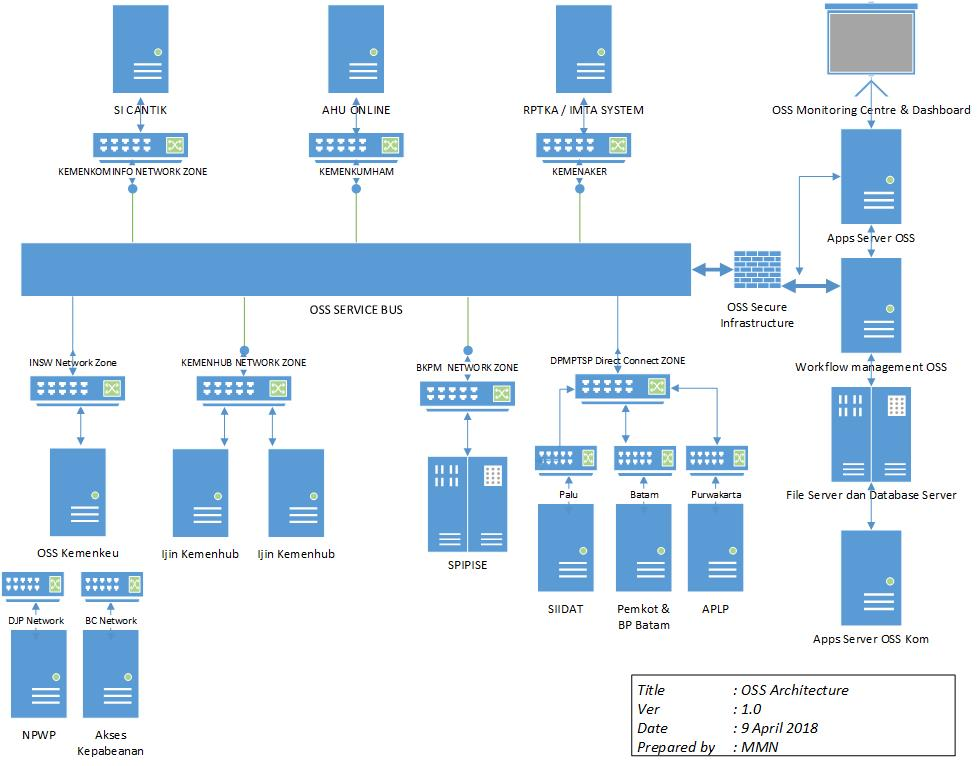 SI CANTIK
AHU ONLINE
RPTKA / IMTA SYSTEM
OSS Monitoring Centre & Dashboard
KEMENKOMINFO NETWORK ZONE
KEMENKUMHAM
KEMENAKER
Apps Server OSS
OSS SERVICE BUS
OSS Secure
Infrastructure
INSW Network Zone
KEMENHUB NETWORK ZONE
BKPM NETWORK ZONE
DPMPTSP Direct Connect ZONE
Workflow management OSS
Palu
Batam
Purwakarta
File Server dan Database Server
OSS Kemenkeu
Ijin Kemenhub
Ijin Kemenhub
SPIPISE
SIIDAT
Pemkot &
BP Batam
APLP
DJP Network
BC Network
Apps Server OSS Kom
NPWP
Akses
Kepabeanan
Title : OSS Architecture
Ver : 1.0
Date : 9 April 2018
Prepared by : MMN